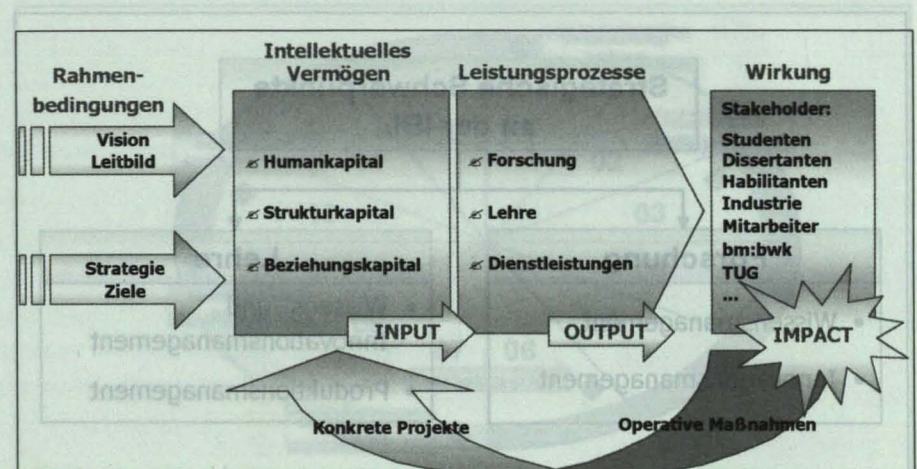 Rahmen-
bedingungen
Vision
Leitbild
Strategie
Ziele
Intellektuelles
Vermögen
Humankapital
Strukturkapital
Beziehungskapital
INPUT
Leistungsprozesse
Forschung
Lehre
Dienstleistungen
OUTPUT
Wirkung
Stakeholder:
Studenten
Dissertanten
Habilitanten
Industrie
Mitarbeiter
bm:bwk
TUG
...
IMPACT
Konkrete Projekte
Operative Maßnahmen